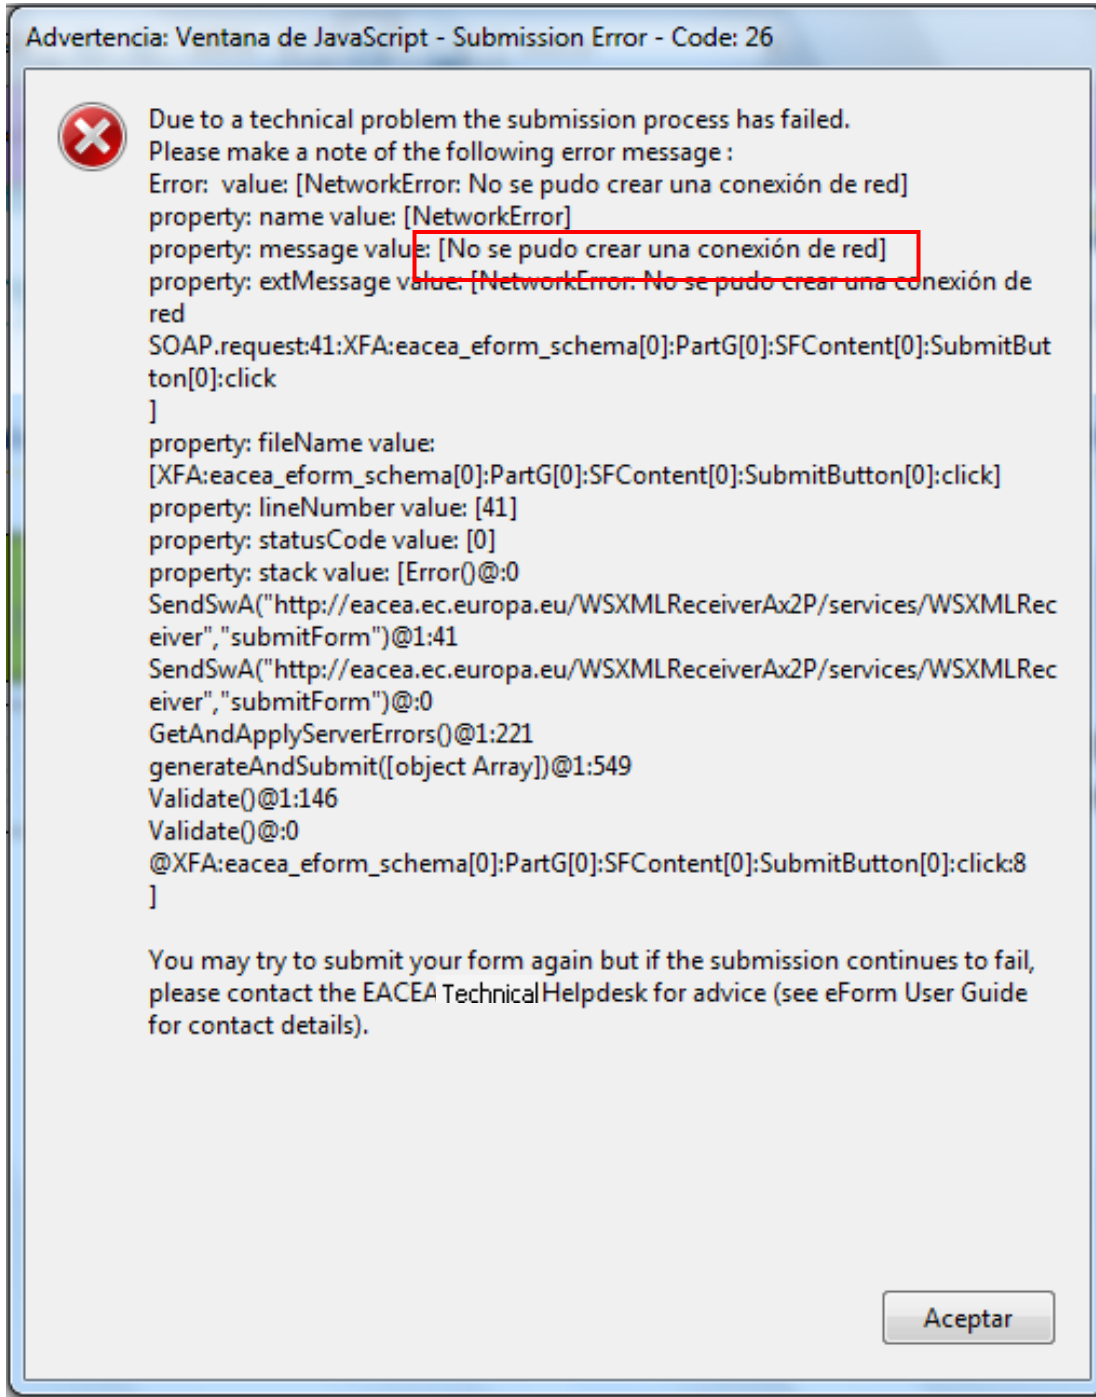 Advertencia: Ventana de JavaScript - Submission Error - Code: 26
Due to a technical problem the submission process has failed.
Please make a note of the following error message :
Error:  value: [NetworkError: No se pudo crear una conexión de red]
property: name value: [NetworkError]
property: message value: [No se pudo crear una conexión de red]
property: extMessage value: [NetworkError: No se pudo crear una conexión de
red
SOAP.request:41:XFA:eacea_eform_schema[0]:PartG[0]:SFContent[0]:SubmitBut
ton[0]:click
]
property: fileName value:
[XFA:eacea_eform_schema[0]:PartG[0]:SFContent[0]:SubmitButton[0]:click]
property: lineNumber value: [41]
property: statusCode value: [0]
property: stack value: [Error()@:0
SendSwA("http://eacea.ec.europa.eu/WSXMLReceiverAx2P/services/WSXMLRec
eiver","submitForm")@1:41
SendSwA("http://eacea.ec.europa.eu/WSXMLReceiverAx2P/services/WSXMLRec
eiver","submitForm")@:0
GetAndApplyServerErrors()@1:221
generateAndSubmit([object Array])@1:549
Validate()@1:146
Validate()@:0
@XFA:eacea_eform_schema[0]:PartG[0]:SFContent[0]:SubmitButton[0]:click:8
]
You may try to submit your form again but if the submission continues to fail,
please contact the EACEA Technical Helpdesk for advice (see eForm User Guide
for contact details).
Aceptar